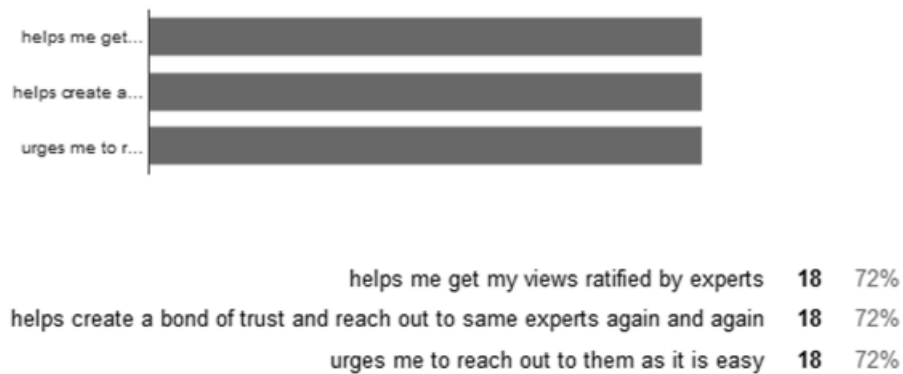 helps me get...
helps create a...
urges me to r...
helps me get my views ratified by experts 18 72%
helps create a bond of trust and reach out to same experts again and again 18 72%
urges me to reach out to them as it is easy 18 72%